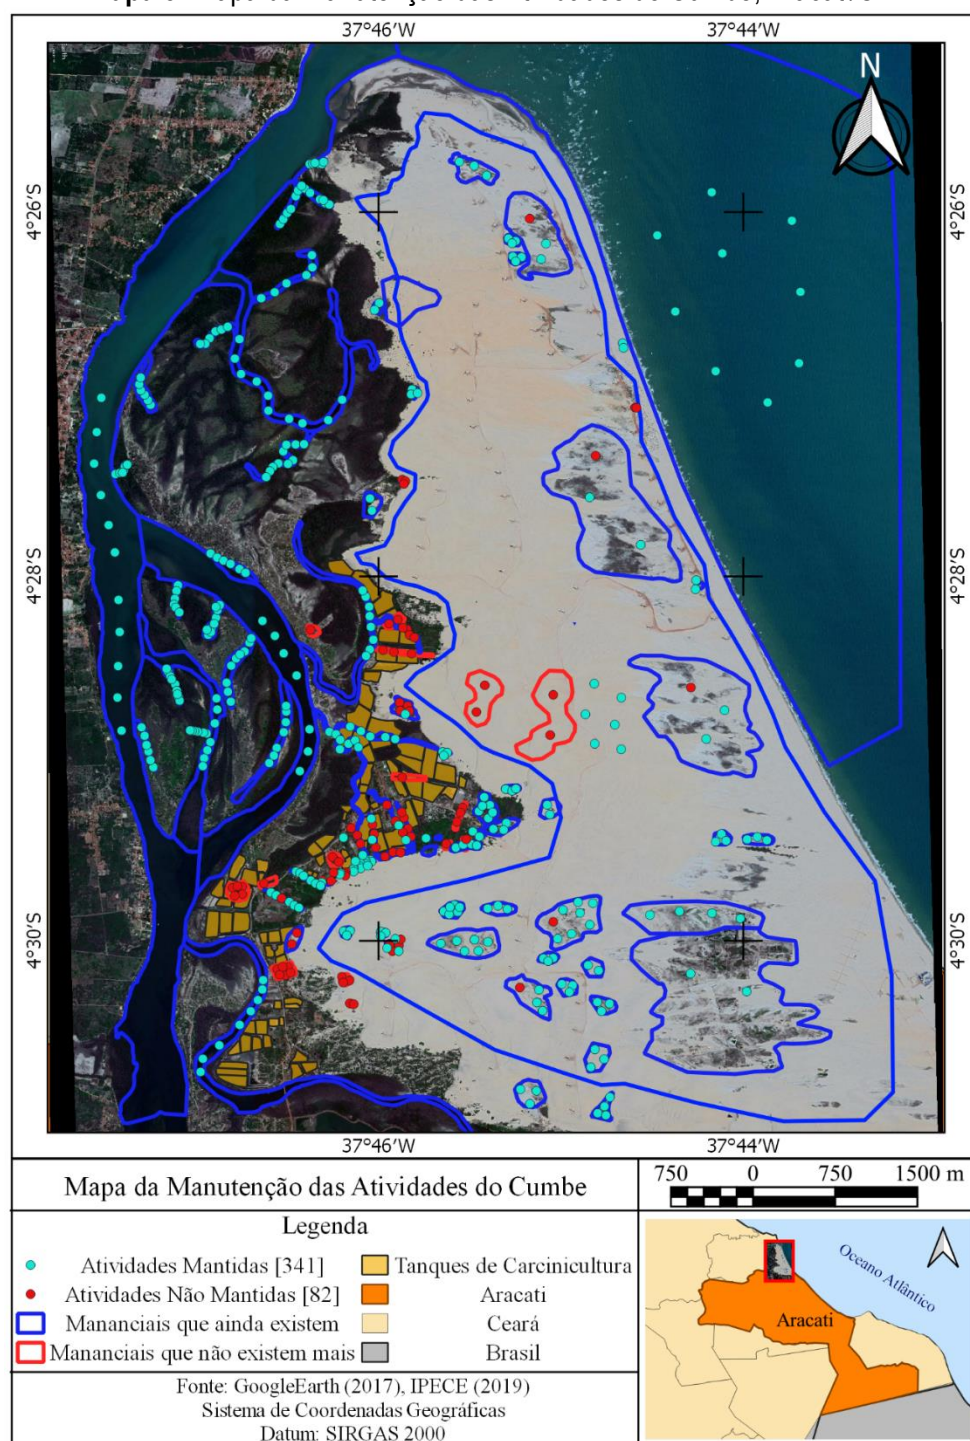 37°46'W 37°44'W
N
4°26'S 4°26'S
4°28'S 4°28'S
4°30'S 4°30'S
37°46'W 37°44'W
Mapa da Manutenção das Atividades do Cumbe
Legenda
Atividades Mantidas [341]
Atividades Não Mantidas [82]
Mananciais que ainda existem
Mananciais que não existem mais
Tanques de Carcinicultura
Aracati
Ceará
Brasil
Fonte: GoogleEarth (2017), IPECE (2019)
Sistema de Coordenadas Geográficas
Datum: SIRGAS 2000
750 0 750 1500 m
Oceano Atlântico
Aracati